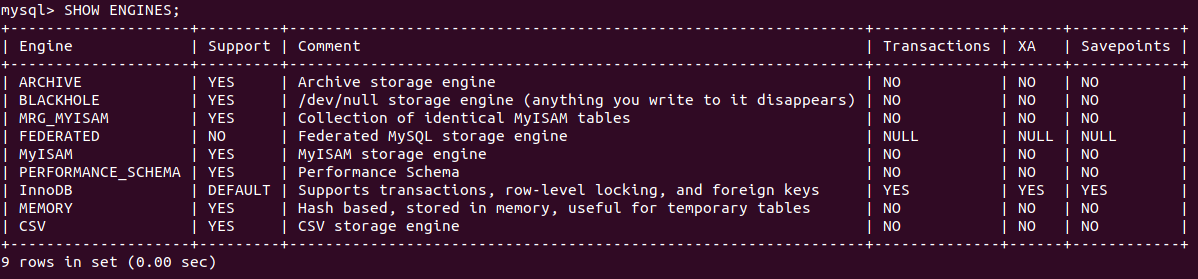 mysql> SHOW ENGINES;
+--------------------+---------+----------------------------------------------------------------+--------------+------+------------+
| Engine             | Support | Comment                                                        | Transactions | XA   | Savepoints |
+--------------------+---------+----------------------------------------------------------------+--------------+------+------------+
| ARCHIVE            | YES     | Archive storage engine                                         | NO           | NO   | NO         |
| BLACKHOLE          | YES     | /dev/null storage engine (anything you write to it disappears) | NO           | NO   | NO         |
| MRG_MYISAM         | YES     | Collection of identical MyISAM tables                          | NO           | NO   | NO         |
| FEDERATED          | NO      | Federated MySQL storage engine                                 | NULL         | NULL | NULL       |
| MyISAM             | YES     | MyISAM storage engine                                          | NO           | NO   | NO         |
| PERFORMANCE_SCHEMA | YES     | Performance Schema                                             | NO           | NO   | NO         |
| InnoDB             | DEFAULT | Supports transactions, row-level locking, and foreign keys     | YES          | YES  | YES        |
| MEMORY             | YES     | Hash based, stored in memory, useful for temporary tables      | NO           | NO   | NO         |
| CSV                | YES     | CSV storage engine                                             | NO           | NO   | NO         |
+--------------------+---------+----------------------------------------------------------------+--------------+------+------------+
9 rows in set (0.00 sec)